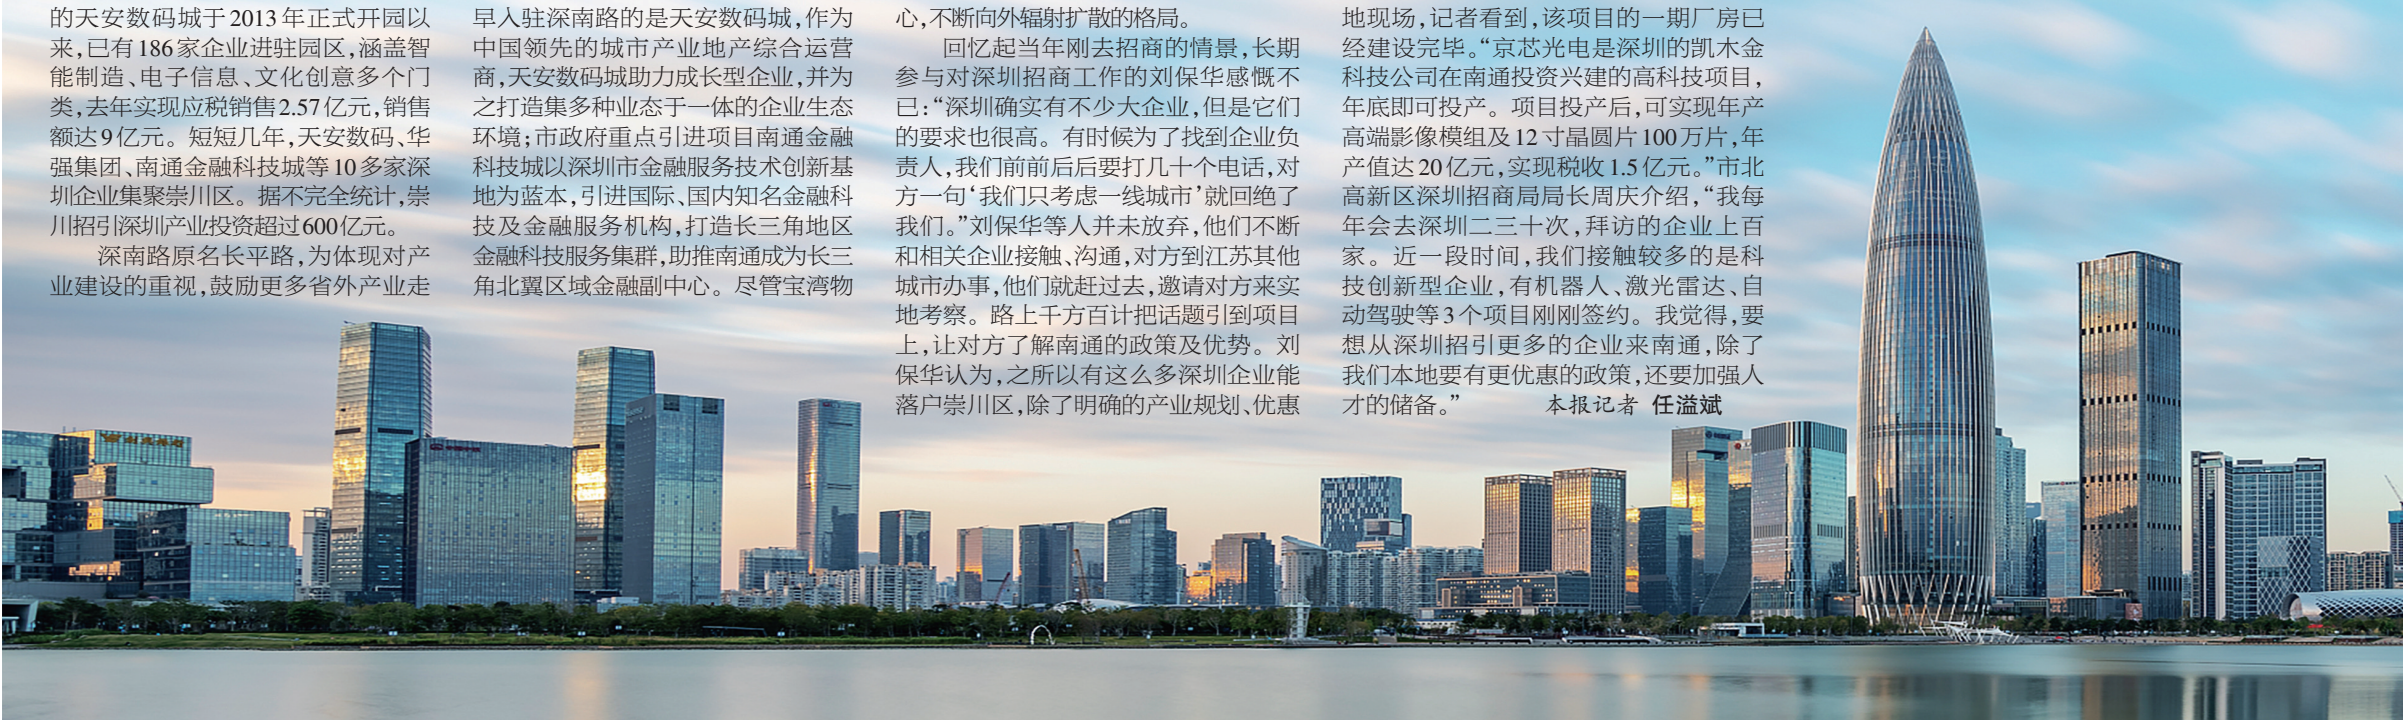 的天安数码城于2013年正式开园以
来,已有186家企业进驻园区,涵盖智
能制造、电子信息、文化创意多个门
类,去年实现应税销售2.57亿元,销售
额达9亿元。短短几年,天安数码、华
强集团、南通金融科技城等10多家深
圳企业集聚崇川区。据不完全统计,崇
川招引深圳产业投资超过600亿元。
深南路原名长平路,为体现对产
业建设的重视,鼓励更多省外产业走
早入驻深南路的是天安数码城,作为
中国领先的城市产业地产综合运营
商,天安数码城助力成长型企业,并为
之打造集多种业态于一体的企业生态
环境;市政府重点引进项目南通金融
科技城以深圳市金融服务技术创新基
地为蓝本,引进国际、国内知名金融科
技及金融服务机构,打造长三角地区
金融科技服务集群,助推南通成为长三
角北翼区域金融副中心。尽管宝湾物
心,不断向外辐射扩散的格局。
回忆起当年刚去招商的情景,长期
参与对深圳招商工作的刘保华感慨不
已:“深圳确实有不少大企业,但是它们
的要求也很高。有时候为了找到企业负
责人,我们前前后后要打几十个电话,对
方一句‘我们只考虑一线城市’就回绝了
我们。”刘保华等人并未放弃,他们不断
和相关企业接触、沟通,对方到江苏其他
城市办事,他们就赶过去,邀请对方来实
地考察。路上千方百计把话题引到项目
上,让对方了解南通的政策及优势。刘
保华认为,之所以有这么多深圳企业能
落户崇川区,除了明确的产业规划、优惠
地现场,记者看到,该项目的一期厂房已
经建设完毕。“京芯光电是深圳的凯木金
科技公司在南通投资兴建的高科技项目,
年底即可投产。项目投产后,可实现年产
高端影像模组及12寸晶圆片100万片,年
产值达20亿元,实现税收1.5亿元。”市北
高新区深圳招商局局长周庆介绍,“我每
年会去深圳二三十次,拜访的企业上百
家。近一段时间,我们接触较多的是科
技创新型企业,有机器人、激光雷达、自
动驾驶等3个项目刚刚签约。我觉得,要
想从深圳招引更多的企业来南通,除了
我们本地要有更优惠的政策,还要加强人
才的储备。” 本报记者 任溢斌